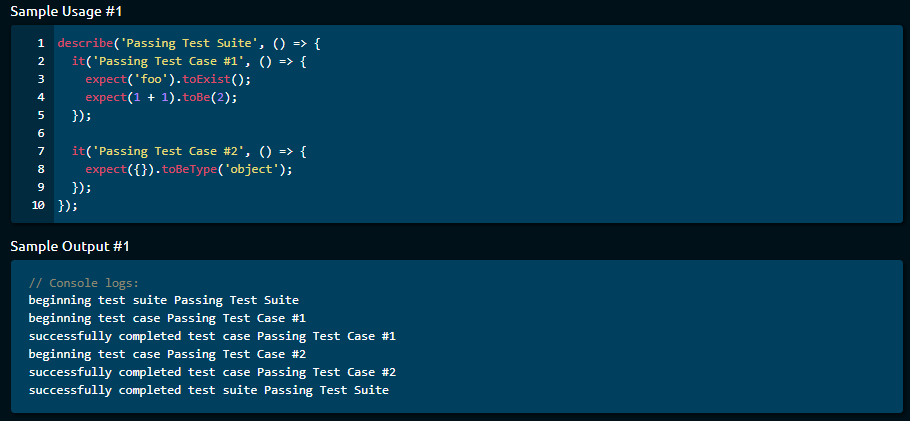 Sample Usage #1
1 describe('Passing Test Suite', () => {
2   it('Passing Test Case #1', () => {
3     expect('foo').toExist();
4     expect(1 + 1).toBe(2);
5   });
6
7   it('Passing Test Case #2', () => {
8     expect({}).toBeType('object');
9   });
10 });
Sample Output #1
// Console logs:
beginning test suite Passing Test Suite
beginning test case Passing Test Case #1
successfully completed test case Passing Test Case #1
beginning test case Passing Test Case #2
successfully completed test case Passing Test Case #2
successfully completed test suite Passing Test Suite